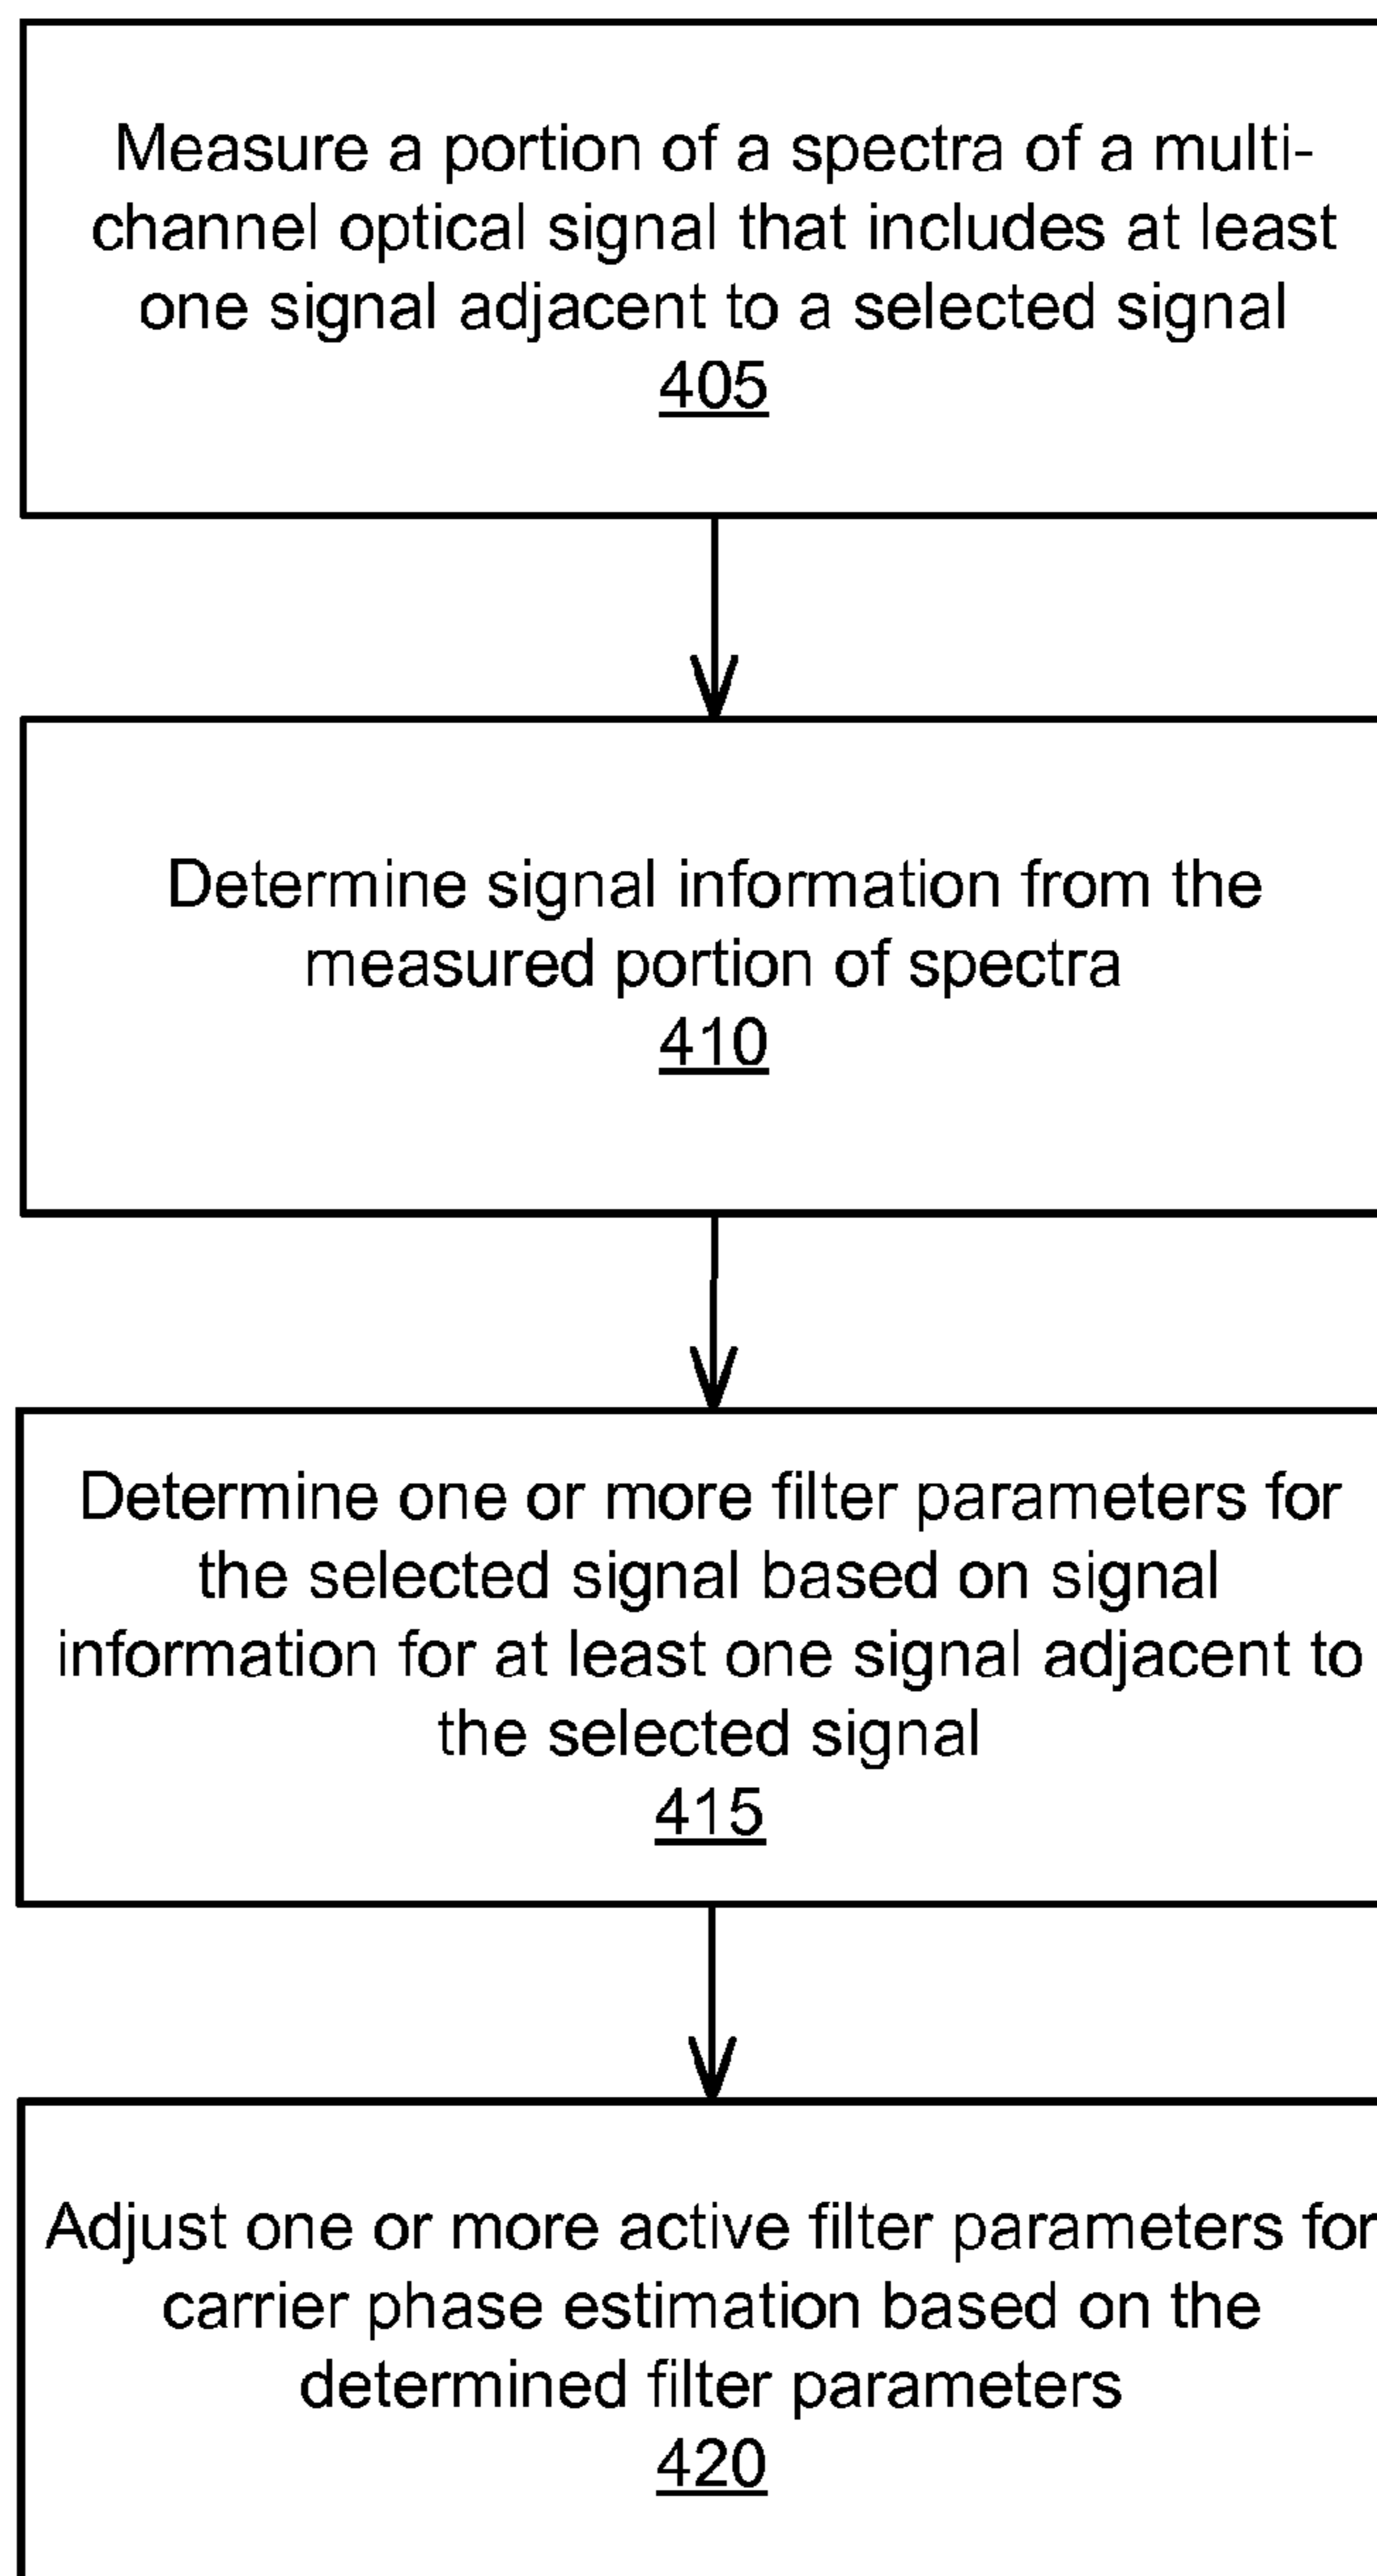 Measure a portion of a spectra of a multi-
channel optical signal that includes at least
one signal adjacent to a selected signal
405
Determine signal information from the
measured portion of spectra
410
Determine one or more filter parameters for
the selected signal based on signal
information for at least one signal adjacent to
the selected signal
415
Adjust one or more active filter parameters for
carrier phase estimation based on the
determined filter parameters
420